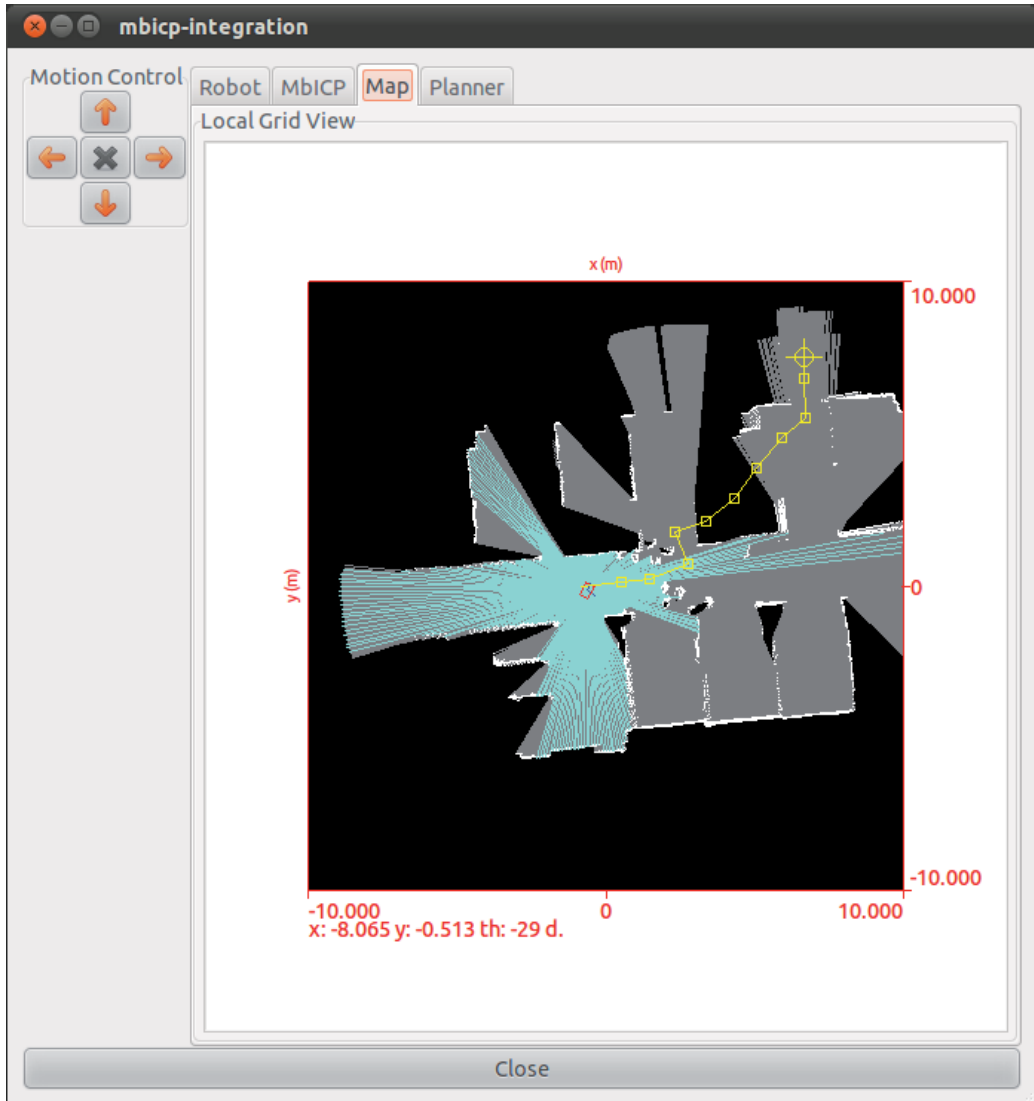 mbicp-integration
Motion Control
Robot MbICP Map Planner
Local Grid View
x (m)
10.000
y (m)
0
-10.000
-10.000 0 10.000
x: -8.065 y: -0.513 th: -29 d.
Close